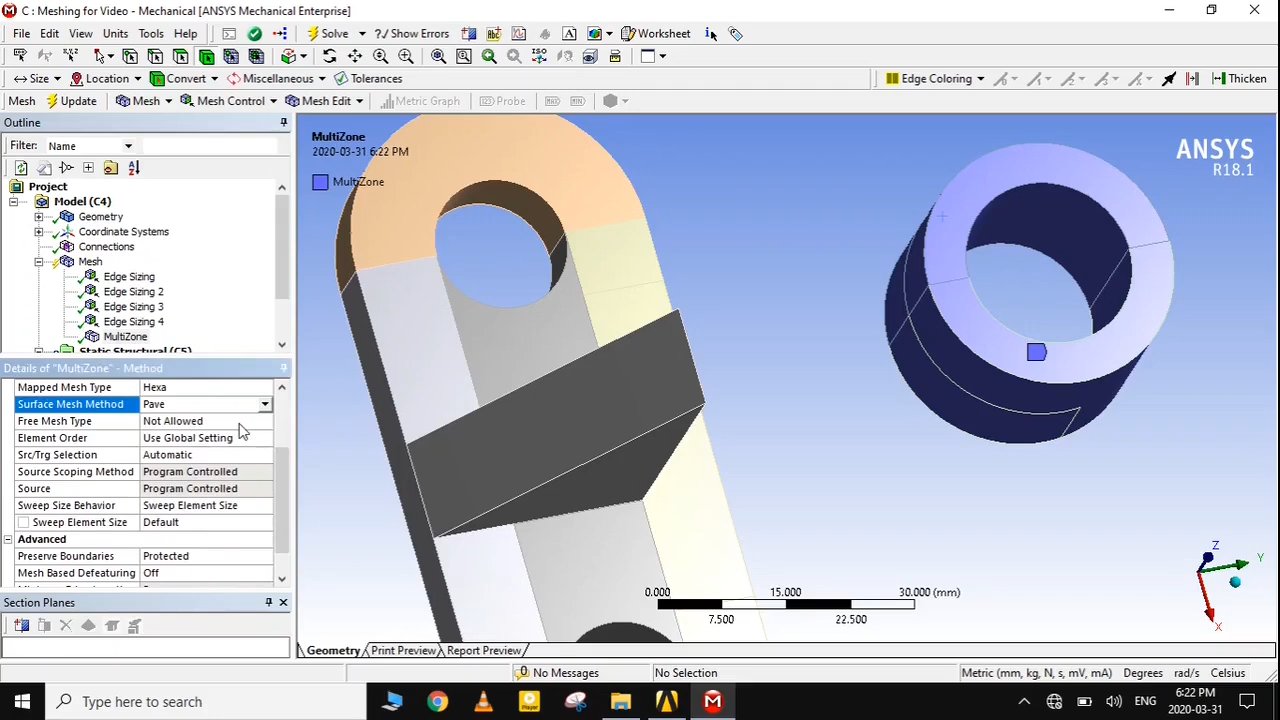 C : Meshing for Video - Mechanical [ANSYS Mechanical Enterprise]
File Edit View Units Tools Help Solve Show Errors Worksheet
Size Location Convert Miscellaneous Tolerances Edge Coloring Thicken
Mesh Update Mesh Mesh Control Mesh Edit Metric Graph Probe
Outline
Filter: Name
Project
Model (C4)
Geometry
Coordinate Systems
Connections
Mesh
Edge Sizing
Edge Sizing 2
Edge Sizing 3
Edge Sizing 4
MultiZone
Static Structural (C5)
Details of "MultiZone" - Method
Mapped Mesh Type Hexa
Surface Mesh Method Pave
Free Mesh Type Not Allowed
Element Order Use Global Setting
Src/Trg Selection Automatic
Source Scoping Method Program Controlled
Source Program Controlled
Sweep Size Behavior Sweep Element Size
Sweep Element Size Default
Advanced
Preserve Boundaries Protected
Mesh Based Defeaturing Off
Section Planes
MultiZone
2020-03-31 6:22 PM
MultiZone
ANSYS
R18.1
Z
Y
X
0.000 15.000 30.000 (mm)
7.500 22.500
Geometry Print Preview Report Preview
No Messages No Selection Metric (mm, kg, N, s, mV, mA) Degrees rad/s Celsius
Type here to search
ENG
6:22 PM
2020-03-31